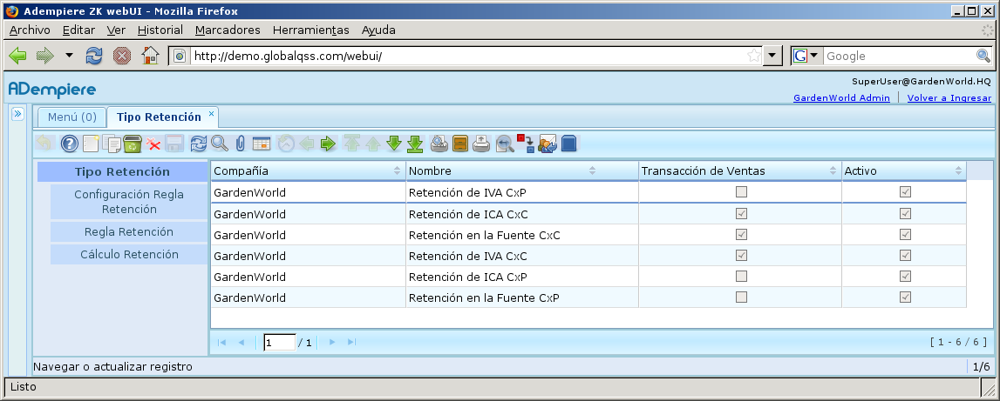 Adempiere ZK webUI - Mozilla Firefox
Archivo Editar Ver Historial Marcadores Herramientas Ayuda
http://demo.globalqss.com/webui/ G Google
SuperUser@GardenWorld.HQ
ADempiere
GardenWorld Admin Volver a Ingresar
Menú (0) Tipo Retención
Tipo Retención
Configuración Regla
Retención
Regla Retención
Cálculo Retención
Compañía Nombre Transacción de Ventas Activo
GardenWorld Retención de IVA CxP
GardenWorld Retención de ICA CxC
GardenWorld Retención en la Fuente CxC
GardenWorld Retención de IVA CxC
GardenWorld Retención de ICA CxP
GardenWorld Retención en la Fuente CxP
1 / 1 [ 1 - 6 / 6 ]
Navegar o actualizar registro 1/6
Listo